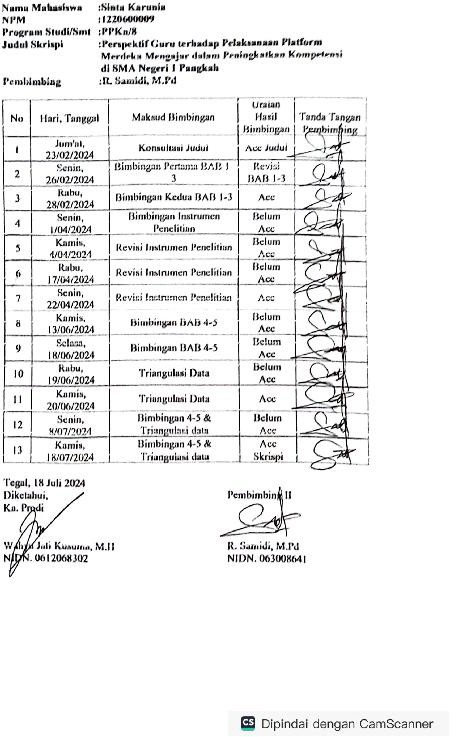 Nama Mahasiswa :Sinta Karunia
NPM :1220600009
Program Studi/Smt :PPKn/8
Judul Skripsi :Perspektif Guru terhadap Pelaksanaan Platform
Merdeka Mengajar dalam Peningkatkan Kompetensi
di SMA Negeri 1 Pangkah
Pembimbing :R. Samidi, M.Pd
No Hari, Tanggal Maksud Bimbingan Uraian Hasil Bimbingan Tanda Tangan Pembimbing
1 Jum'at, 23/02/2024 Konsultasi Judul Acc Judul
2 Senin, 26/02/2024 Bimbingan Pertama BAB 1 3 Revisi BAB 1-3
3 Rabu, 28/02/2024 Bimbingan Kedua BAB 1-3 Acc
4 Senin, 1/04/2024 Bimbingan Instrumen Penelitian Belum Acc
5 Kamis, 4/04/2024 Revisi Instrumen Penelitian Belum Acc
6 Rabu, 17/04/2024 Revisi Instrumen Penelitian Belum Acc
7 Senin, 22/04/2024 Revisi Instrumen Penelitian Acc
8 Kamis, 13/06/2024 Bimbingan BAB 4-5 Belum Acc
9 Selasa, 18/06/2024 Bimbingan BAB 4-5 Belum Acc
10 Rabu, 19/06/2024 Triangulasi Data Belum Acc
11 Kamis, 20/06/2024 Triangulasi Data Acc
12 Senin, 8/07/2024 Bimbingan 4-5 & Triangulasi data Belum Acc
13 Kamis, 18/07/2024 Bimbingan 4-5 & Triangulasi data Acc Skripsi
Tegal, 18 Juli 2024
Diketahui, Pembimbing II
Ka. Prodi
Wahyu Jati Kusuma, M.H R. Samidi, M.Pd
NIDN. 0612068302 NIDN. 063008641
CS Dipindai dengan CamScanner